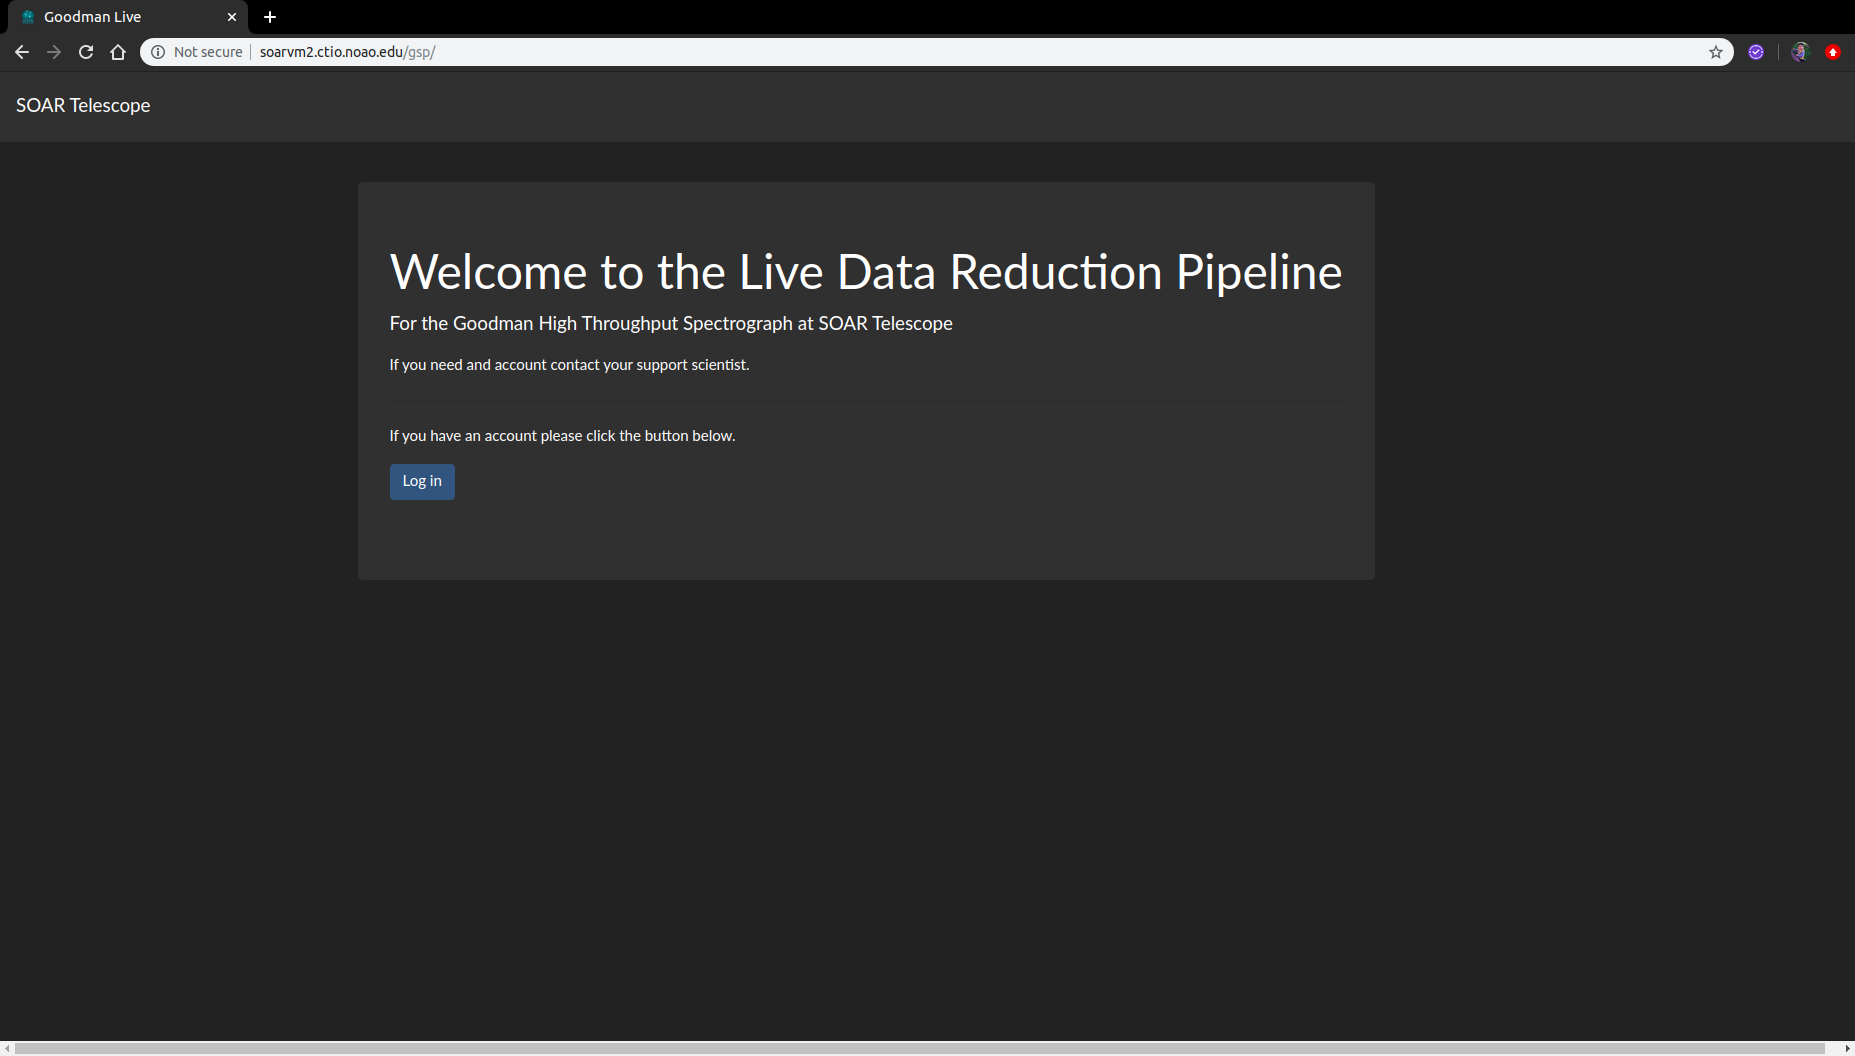 Goodman Live
Not secure soarvm2.ctio.noao.edu/gsp/
SOAR Telescope
Welcome to the Live Data Reduction Pipeline
For the Goodman High Throughput Spectrograph at SOAR Telescope
If you need and account contact your support scientist.
If you have an account please click the button below.
Log in